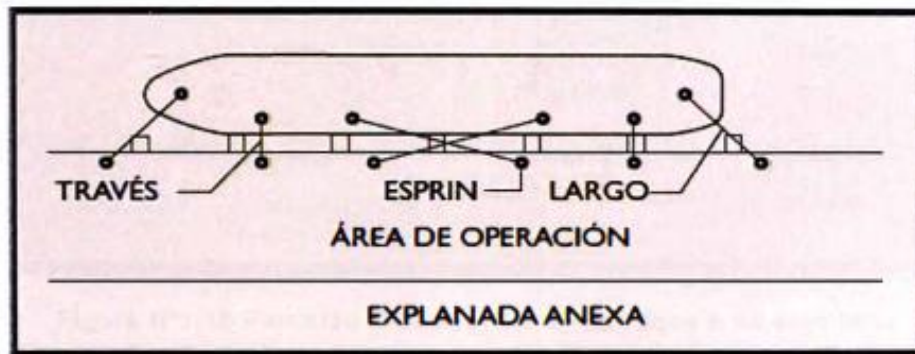 TRAVÉS ESPRIN LARGO
ÁREA DE OPERACIÓN
EXPLANADA ANEXA